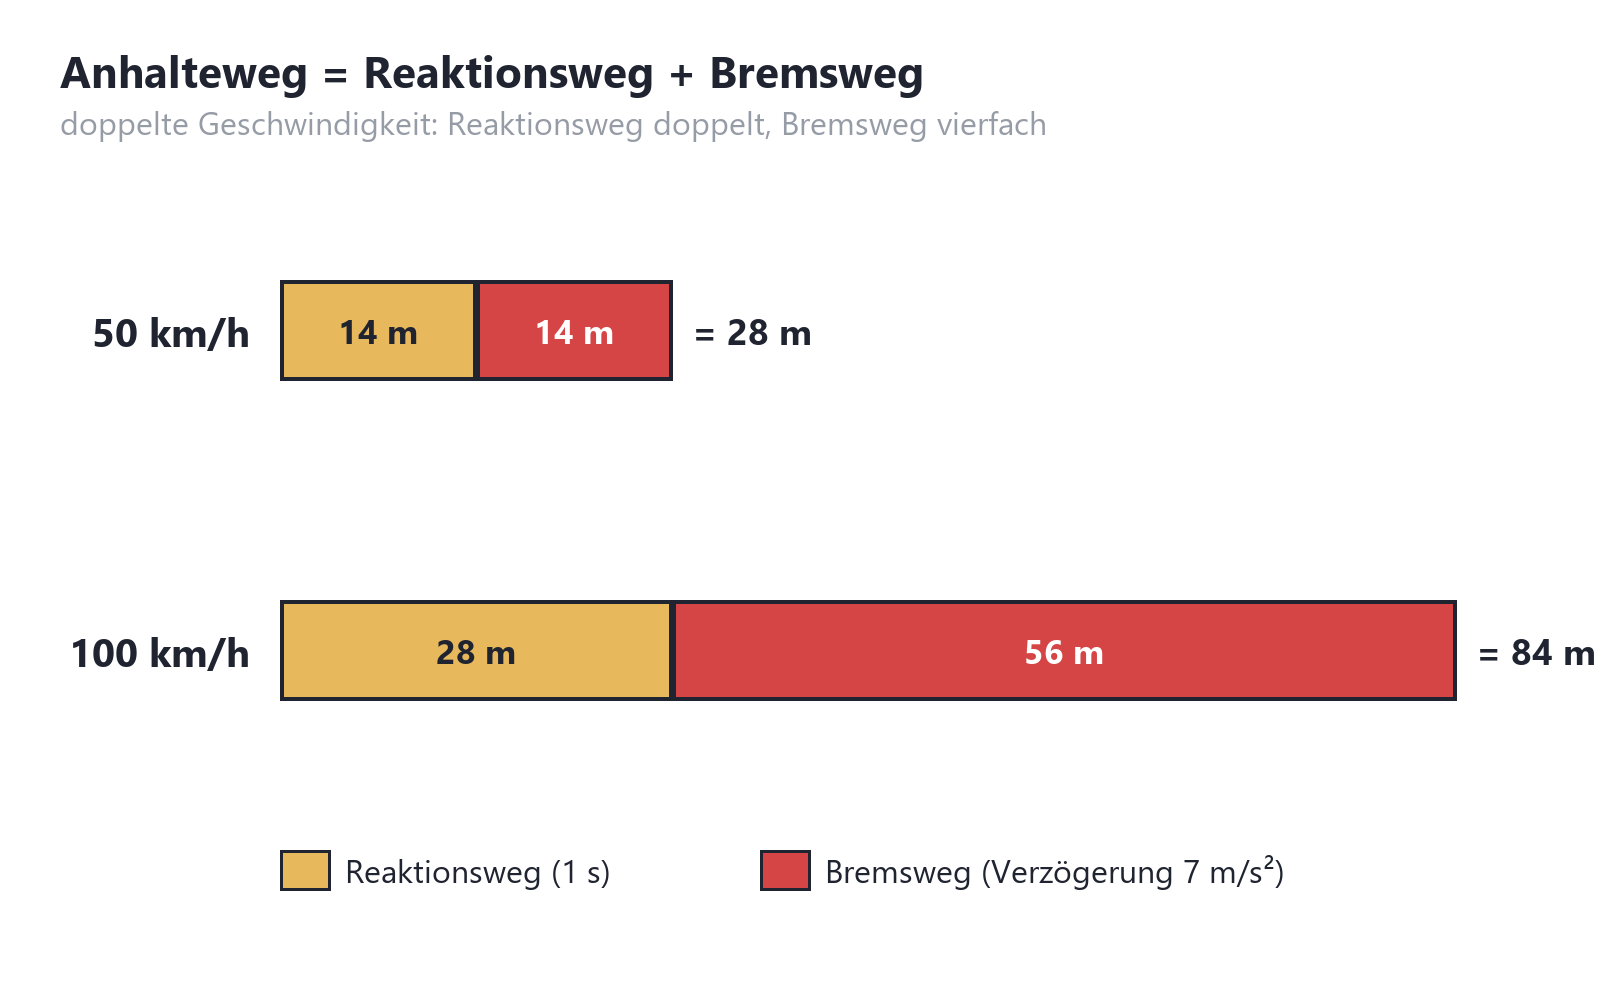 Anhalteweg = Reaktionsweg + Bremsweg
doppelte Geschwindigkeit: Reaktionsweg doppelt, Bremsweg vierfach
50 km/h 14 m 14 m = 28 m
100 km/h 28 m 56 m = 84 m
Reaktionsweg (1 s) Bremsweg (Verzögerung 7 m/s²)